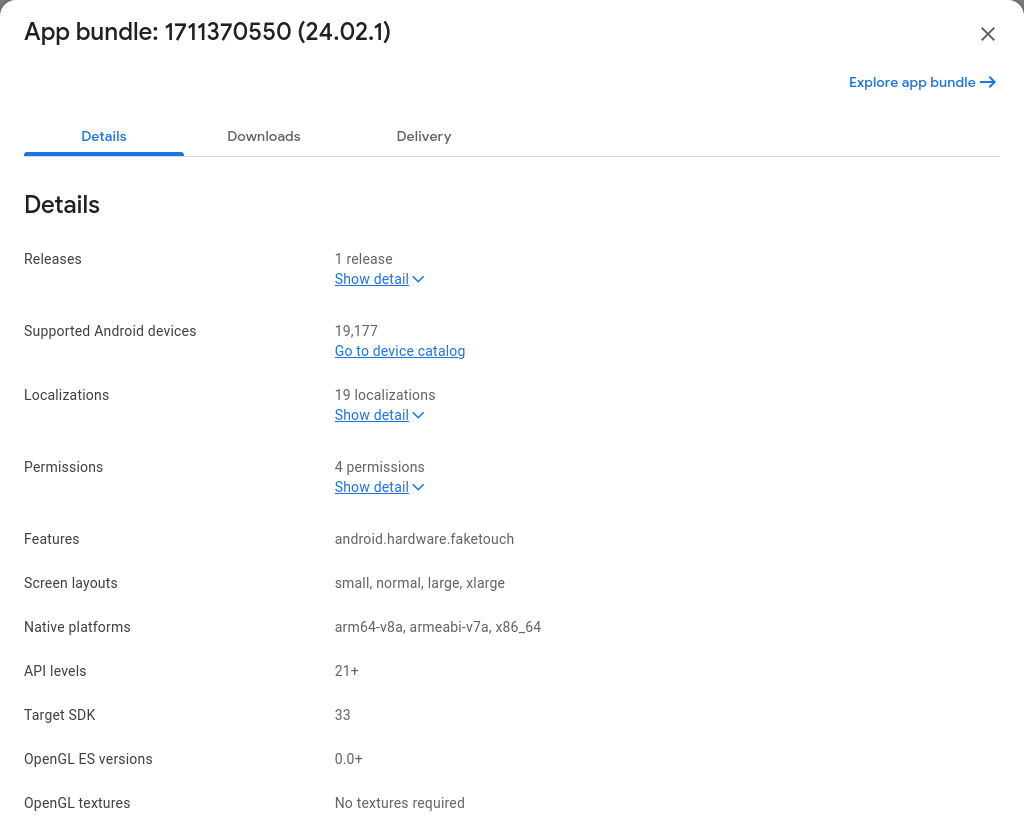 App bundle: 1711370550 (24.02.1)
Explore app bundle
Details Downloads Delivery
Details
Releases 1 release
Show detail
Supported Android devices 19,177
Go to device catalog
Localizations 19 localizations
Show detail
Permissions 4 permissions
Show detail
Features android.hardware.faketouch
Screen layouts small, normal, large, xlarge
Native platforms arm64-v8a, armeabi-v7a, x86_64
API levels 21+
Target SDK 33
OpenGL ES versions 0.0+
OpenGL textures No textures required